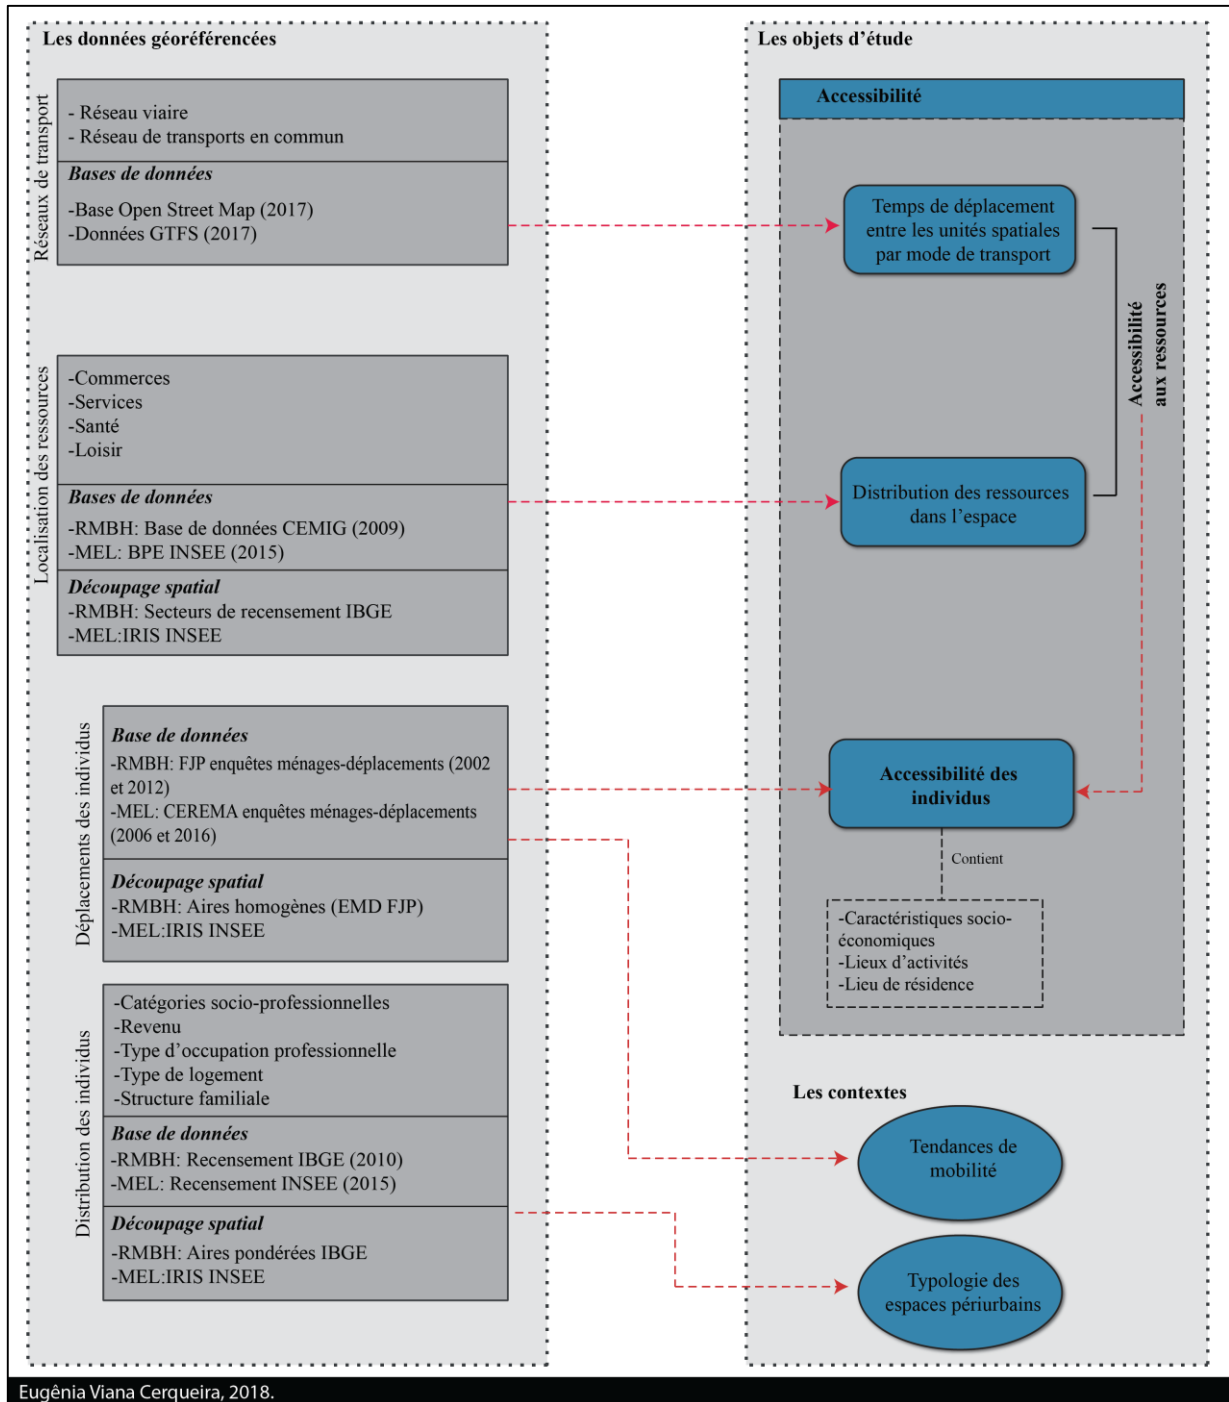 Les données géoréférencées
Réseaux de transport
- Réseau viaire
- Réseau de transports en commun
Bases de données
-Base Open Street Map (2017)
-Données GTFS (2017)
Localisation des ressources
-Commerces
-Services
-Santé
-Loisir
Bases de données
-RMBH: Base de données CEMIG (2009)
-MEL: BPE INSEE (2015)
Découpage spatial
-RMBH: Secteurs de recensement IBGE
-MEL:IRIS INSEE
Déplacements des individus
Base de données
-RMBH: FJP enquêtes ménages-déplacements (2002
et 2012)
-MEL: CEREMA enquêtes ménages-déplacements
(2006 et 2016)
Découpage spatial
-RMBH: Aires homogènes (EMD FJP)
-MEL:IRIS INSEE
Distribution des individus
-Catégories socio-professionnelles
-Revenu
-Type d'occupation professionnelle
-Type de logement
-Structure familiale
Base de données
-RMBH: Recensement IBGE (2010)
-MEL: Recensement INSEE (2015)
Découpage spatial
-RMBH: Aires pondérées IBGE
-MEL:IRIS INSEE
Les objets d'étude
Accessibilité
Temps de déplacement
entre les unités spatiales
par mode de transport
Accessibilité
aux ressources
Distribution des ressources
dans l'espace
Accessibilité des
individus
Contient
-Caractéristiques socio-
économiques
-Lieux d'activités
-Lieu de résidence
Les contextes
Tendances de
mobilité
Typologie des
espaces périurbains
Eugênia Viana Cerqueira, 2018.